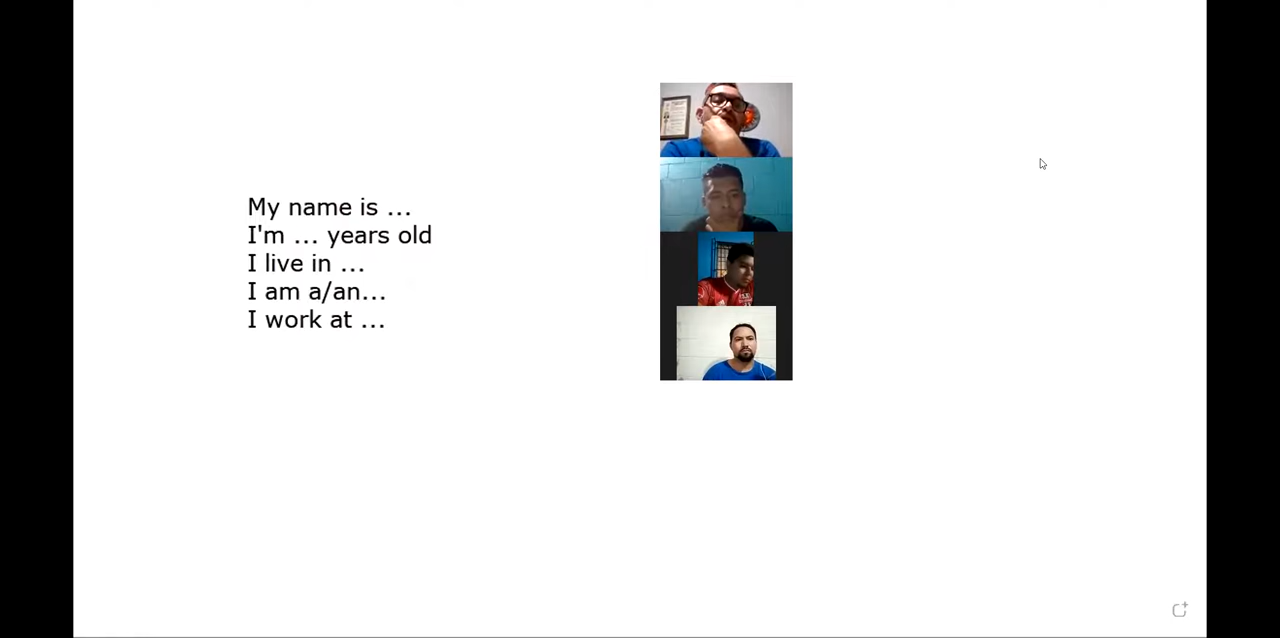 My name is ...
I'm ... years old
I live in ...
I am a/an...
I work at ...